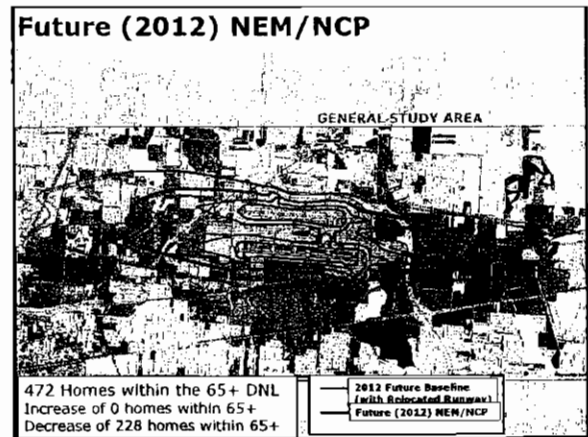 Future (2012) NEM/NCP
GENERAL STUDY AREA
472 Homes within the 65+ DNL
Increase of 0 homes within 65+
Decrease of 228 homes within 65+
2012 Future Baseline
(with Relocated Runway)
Future (2012) NEM/NCP